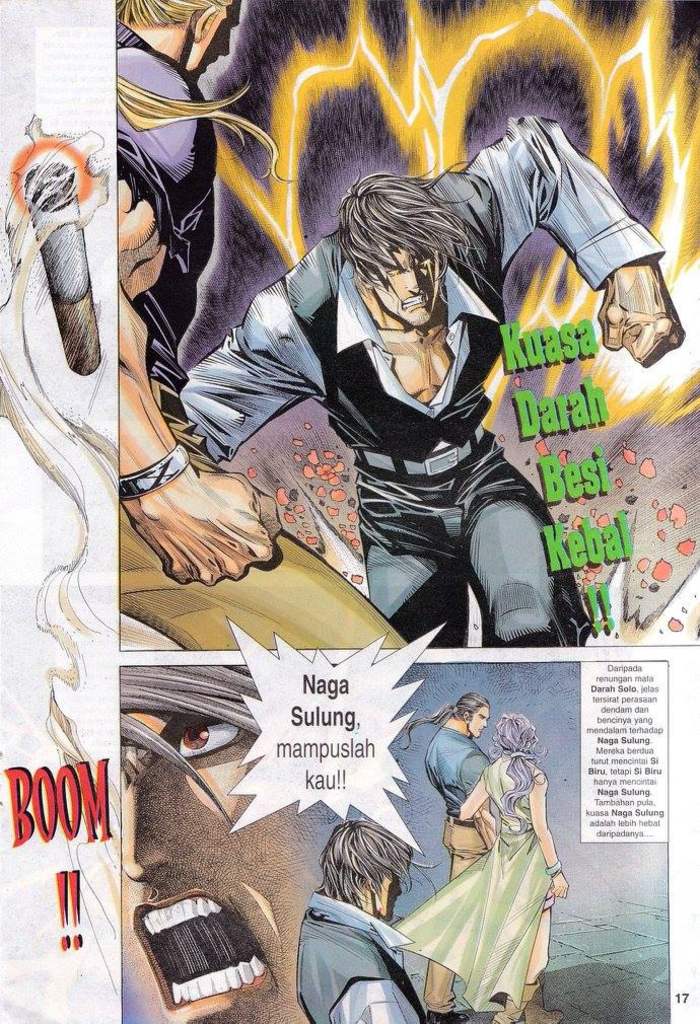 Kuasa
Darah
Besi
Kebal
!!
BOOM
!!
Naga
Sulung,
mampuslah
kau!!
Daripada
renungan mata
Darah Solo, jelas
tersirat perasaan
dendam dan
bencinya yang
mendalam terhadap
Naga Sulung.
Mereka berdua
turut mencintai Si
Biru, tetapi Si Biru
hanya mencintai
Naga Sulung.
Tambahan pula,
kuasa Naga Sulung
adalah lebih hebat
daripadanya....
17